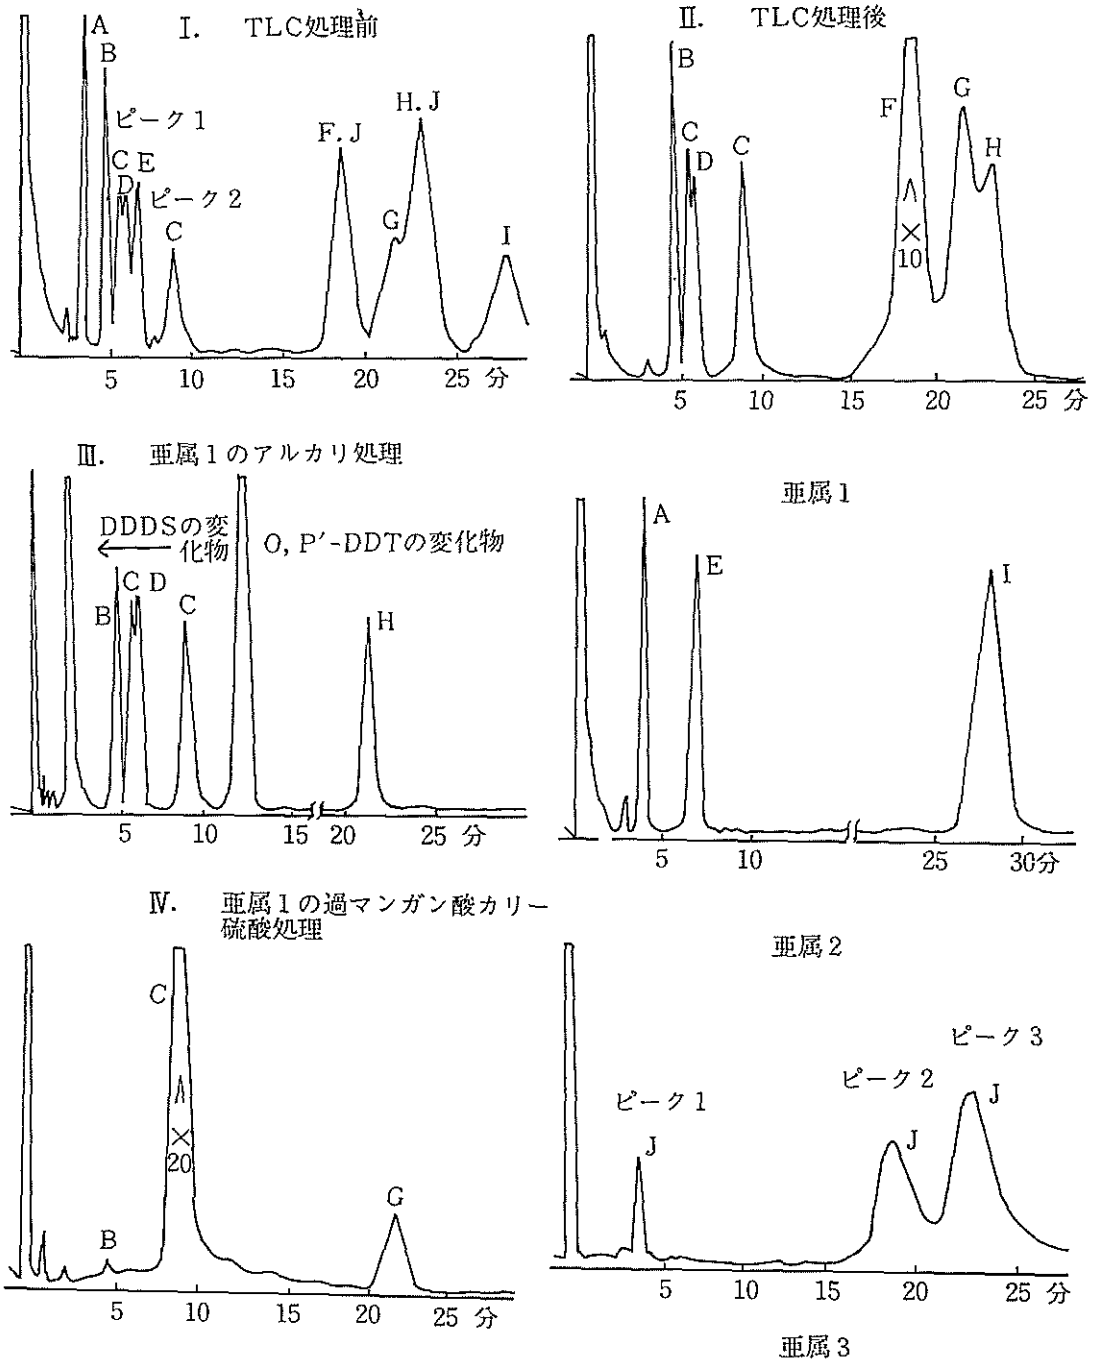 Ⅰ. TLC処理前
A
B
ピーク1
C E
D
ピーク2
C
F.J
G
H.J
I
5 10 15 20 25 分
Ⅱ. TLC処理後
B
C
D
C
F
×
10
G
H
5 10 15 20 25 分
亜属1
Ⅲ. 亜属1のアルカリ処理
DDDSの変
化物
O, P′-DDTの変化物
B
C D
C
H
5 10 15 20 25 分
A
E
I
5 10 25 30分
亜属2
Ⅳ. 亜属1の過マンガン酸カリー
硫酸処理
C
×
20
B
G
5 10 15 20 25 分
ピーク1
J
ピーク2
J
ピーク3
J
5 10 15 20 25 分
亜属3